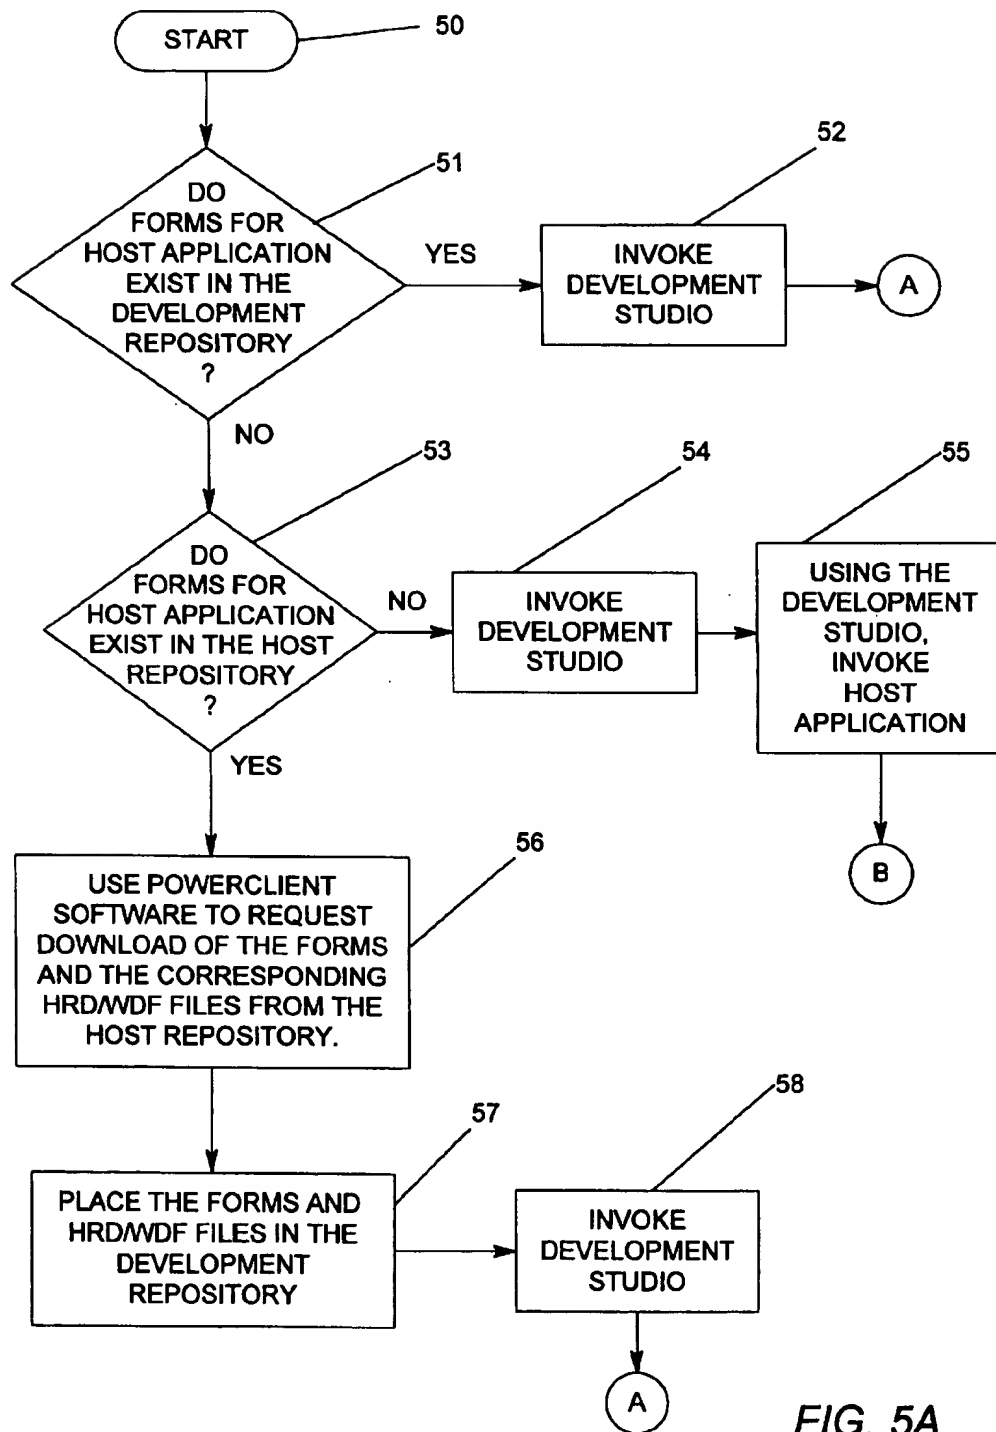 START
50
DO
FORMS FOR
HOST APPLICATION
EXIST IN THE
DEVELOPMENT
REPOSITORY
?
51
YES
INVOKE
DEVELOPMENT
STUDIO
52
A
NO
DO
FORMS FOR
HOST APPLICATION
EXIST IN THE HOST
REPOSITORY
?
53
NO
INVOKE
DEVELOPMENT
STUDIO
54
USING THE
DEVELOPMENT
STUDIO,
INVOKE
HOST
APPLICATION
55
B
YES
USE POWERCLIENT
SOFTWARE TO REQUEST
DOWNLOAD OF THE FORMS
AND THE CORRESPONDING
HRD/WDF FILES FROM THE
HOST REPOSITORY.
56
PLACE THE FORMS AND
HRD/WDF FILES IN THE
DEVELOPMENT
REPOSITORY
57
INVOKE
DEVELOPMENT
STUDIO
58
A
FIG. 5A